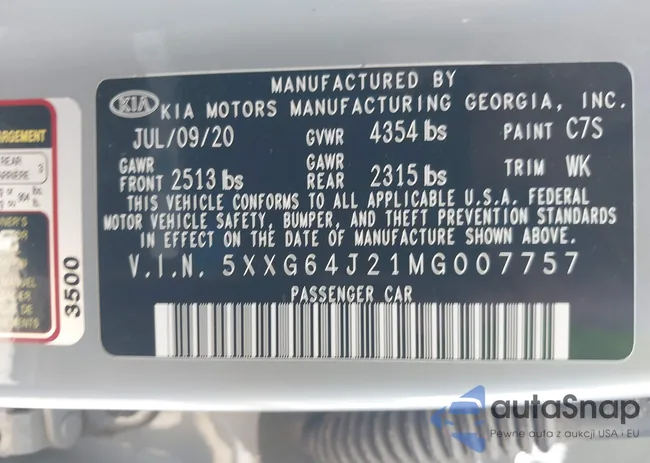 MANUFACTURED BY
KIA KIA MOTORS MANUFACTURING GEORGIA, INC.
JUL/09/20 GVWR 4354 lbs PAINT C7S
GAWR FRONT 2513 lbs GAWR REAR 2315 lbs TRIM WK
THIS VEHICLE CONFORMS TO ALL APPLICABLE U.S.A. FEDERAL
MOTOR VEHICLE SAFETY, BUMPER, AND THEFT PREVENTION STANDARDS
IN EFFECT ON THE DATE OF MANUFACTURE SHOWN ABOVE.
V.I.N. 5XXG64J21MG007757
PASSENGER CAR
REAR
3
3500
autoSnap
Pewne auta z aukcji USA i EU